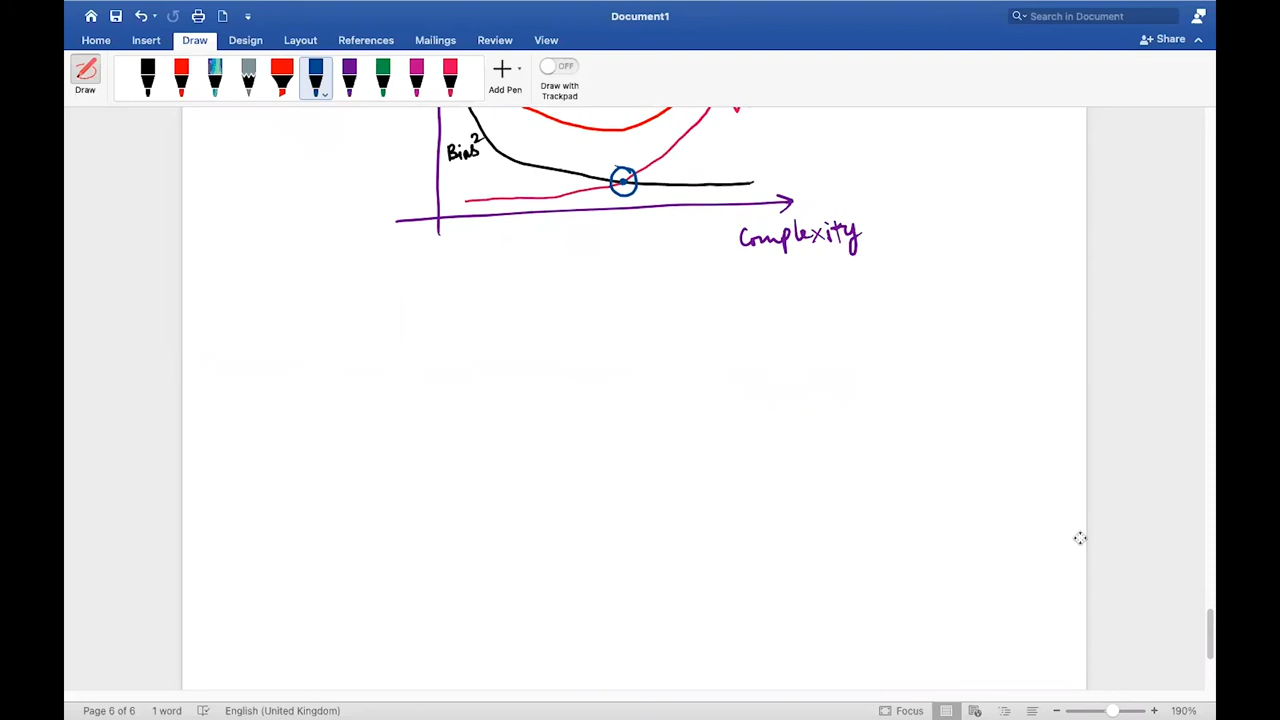 Document1
Search in Document
Home Insert Draw Design Layout References Mailings Review View
Share
Draw
Add Pen
OFF
Draw with
Trackpad
Bias²
Complexity
Page 6 of 6 1 word English (United Kingdom) Focus 190%